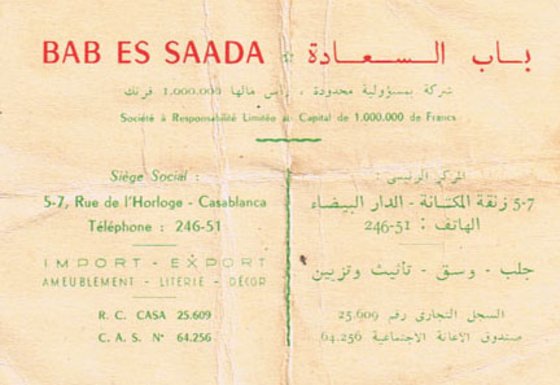 BAB ES SAADA
باب الـسـعـادة
شركة بمسؤولية محدودة ، رأس مالها 1.000.000 فرنك
Société à Responsabilité Limitée au Capital de 1.000.000 de Francs
Siège Social :
5-7, Rue de l'Horloge - Casablanca
Téléphone : 246-51
IMPORT - EXPORT
AMEUBLEMENT - LITERIE - DÉCOR
R. C. CASA 25.609
C. A. S. N° 64.256
المركز الرئيسي :
5-7 زنقة المكـانة - الدار البيضاء
الهاتف : 246-51
جلب - وسق - تأثيث وتزيين
السجل التجارى رقم 25.609
صندوق الاعانة الاجتماعية 64.256